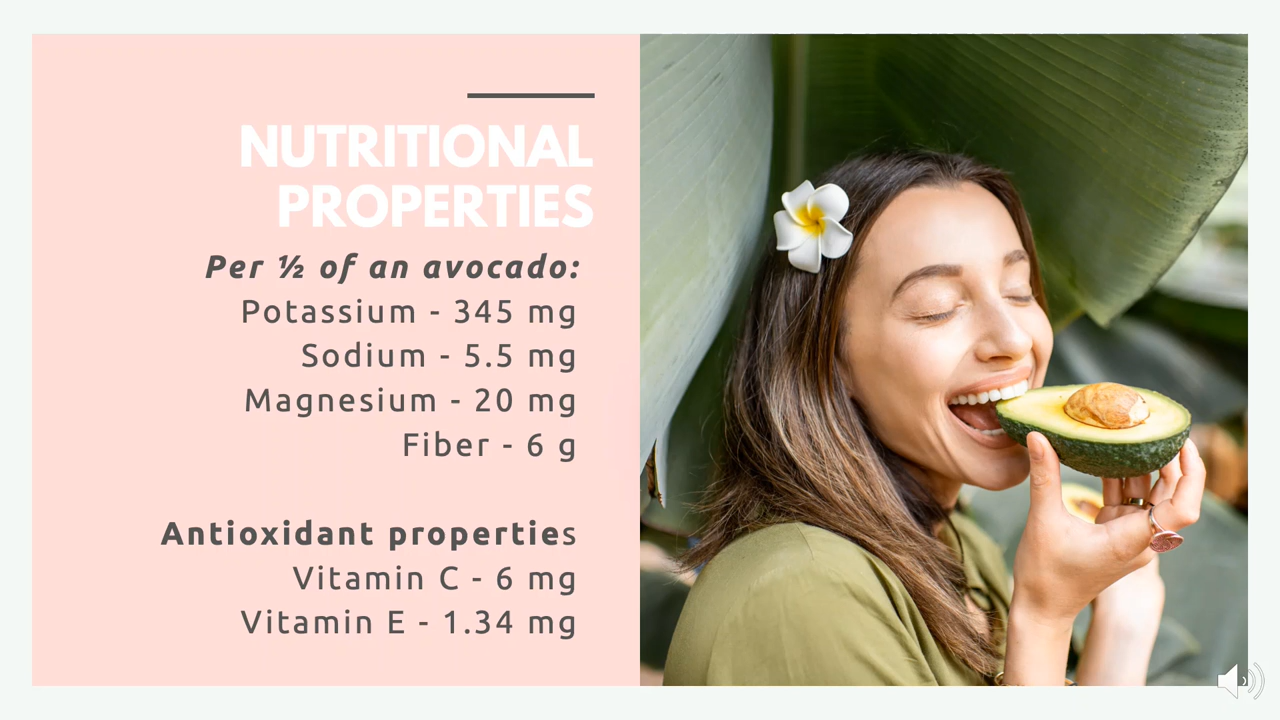 NUTRITIONAL
PROPERTIES
Per ½ of an avocado:
Potassium - 345 mg
Sodium - 5.5 mg
Magnesium - 20 mg
Fiber - 6 g
Antioxidant properties
Vitamin C - 6 mg
Vitamin E - 1.34 mg